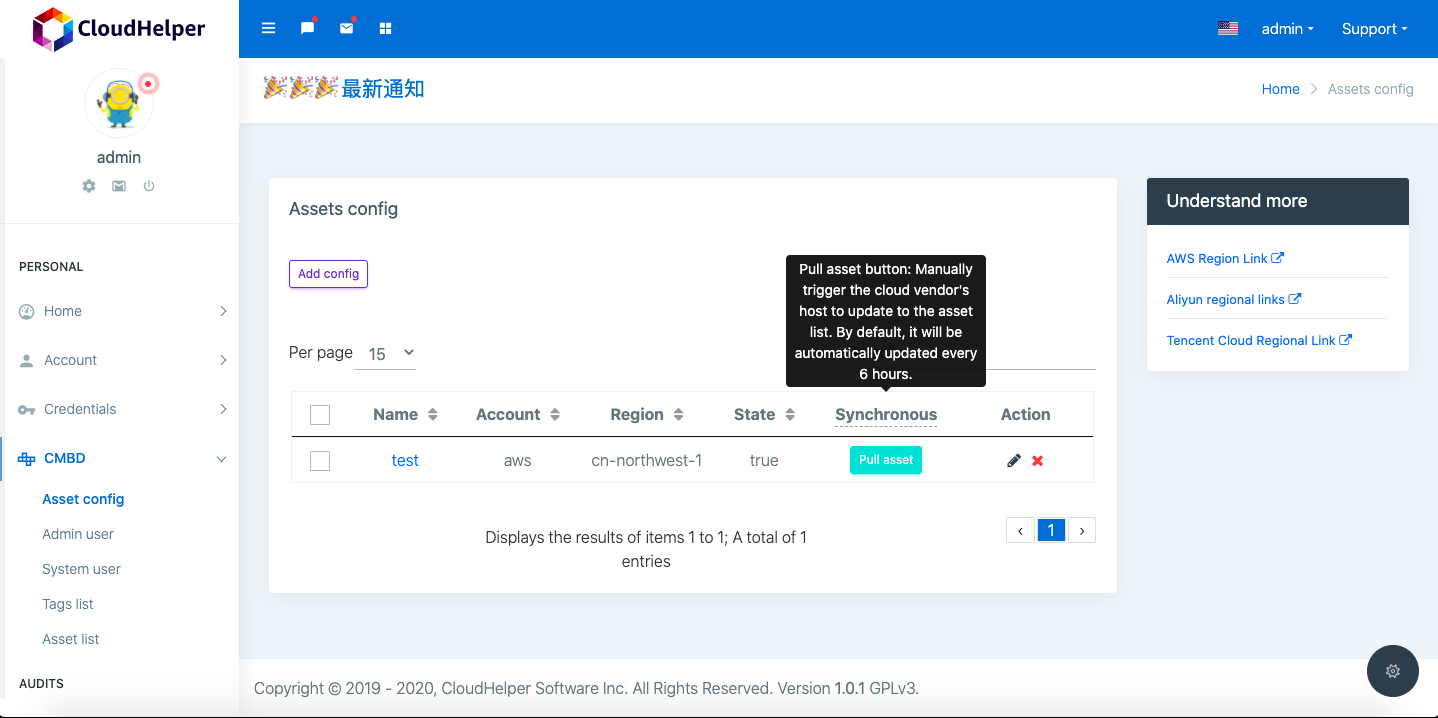 CloudHelper
admin
Support
🎉🎉🎉最新通知
Home
Assets config
admin
PERSONAL
Home
Account
Credentials
CMBD
Asset config
Admin user
System user
Tags list
Asset list
AUDITS
Assets config
Add config
Pull asset button: Manually
trigger the cloud vendor's
host to update to the asset
list. By default, it will be
automatically updated every
6 hours.
Per page 15
Name Account Region State Synchronous Action
test aws cn-northwest-1 true Pull asset
Displays the results of items 1 to 1; A total of 1
entries
‹ 1 ›
Understand more
AWS Region Link
Aliyun regional links
Tencent Cloud Regional Link
Copyright © 2019 - 2020, CloudHelper Software Inc. All Rights Reserved. Version 1.0.1 GPLv3.